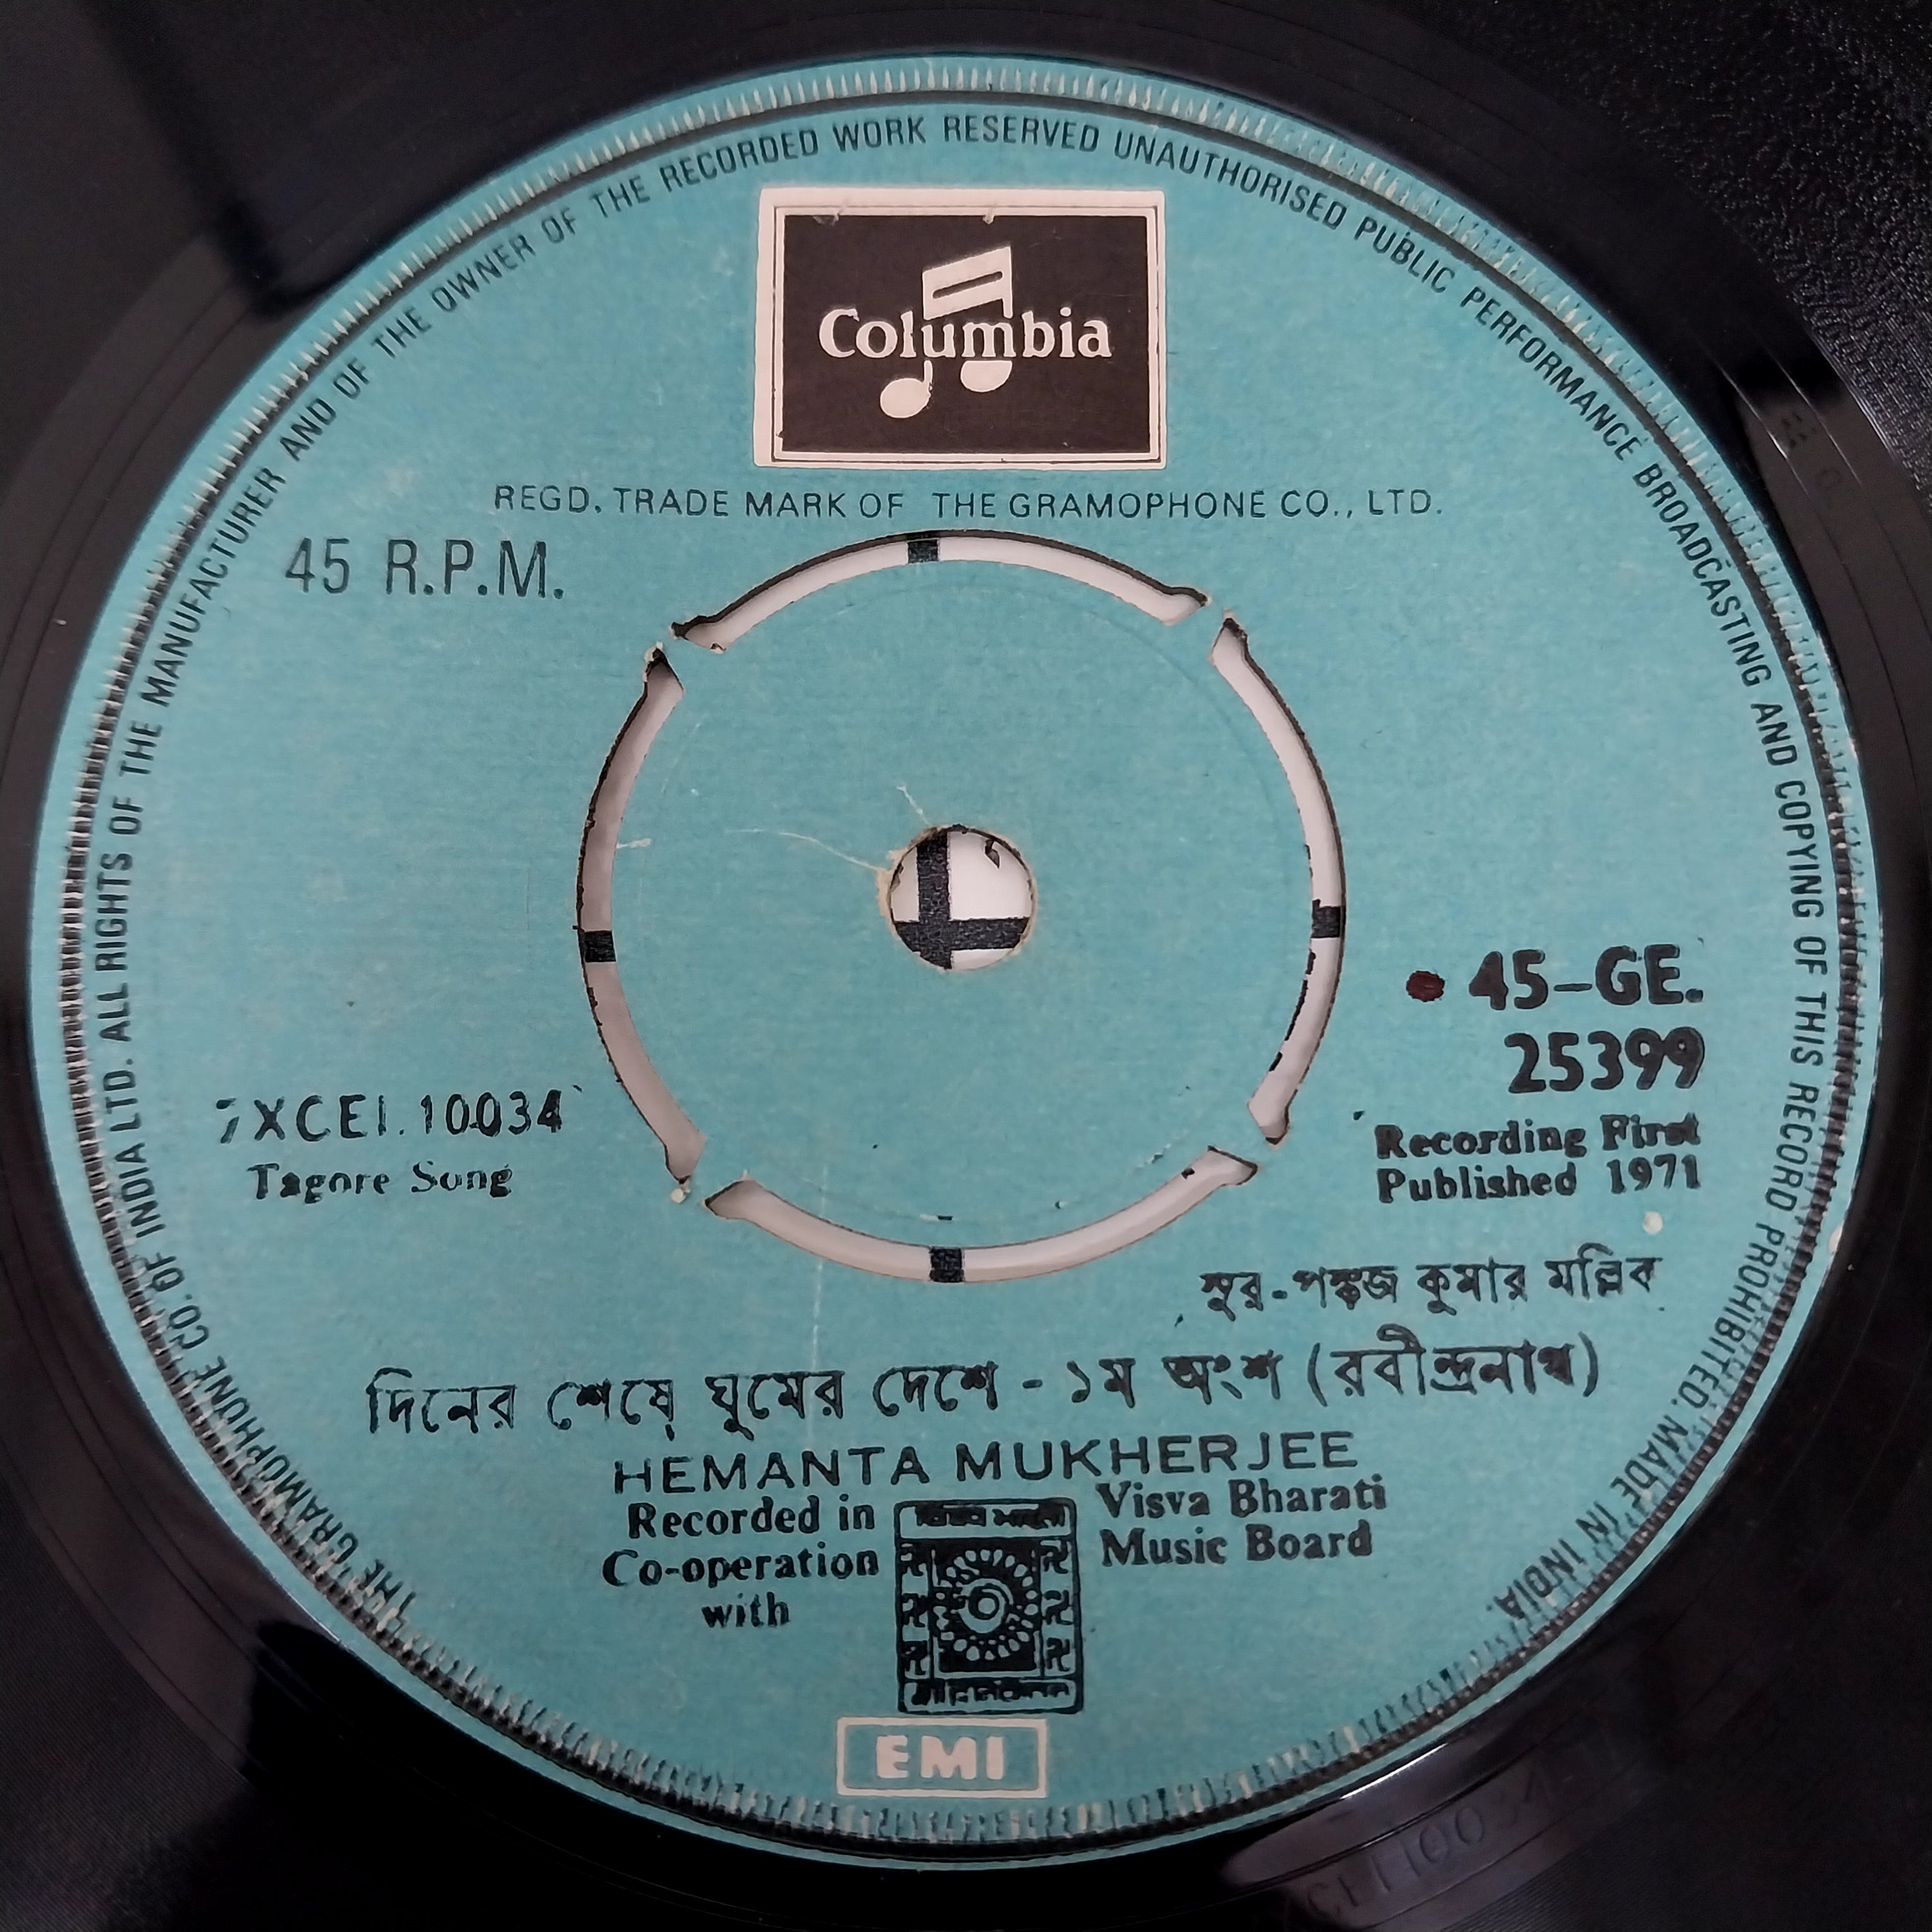 THE GRAMOPHONE CO. OF INDIA LTD. ALL RIGHTS OF THE MANUFACTURER AND OF THE OWNER OF THE RECORDED WORK RESERVED UNAUTHORISED PUBLIC PERFORMANCE BROADCASTING AND COPYING OF THIS RECORD PROHIBITED. MADE IN INDIA.
Columbia
REGD. TRADE MARK OF THE GRAMOPHONE CO., LTD.
45 R.P.M.
45-GE.
25399
7XCEI.10034
Tagore Song
Recording First
Published 1971
সুর-পঙ্কজ কুমার মল্লিক
দিনের শেষে ঘুমের দেশে - ১ম অংশ (রবীন্দ্রনাথ)
HEMANTA MUKHERJEE
Recorded in
Co-operation
with
Visva Bharati
Music Board
EMI